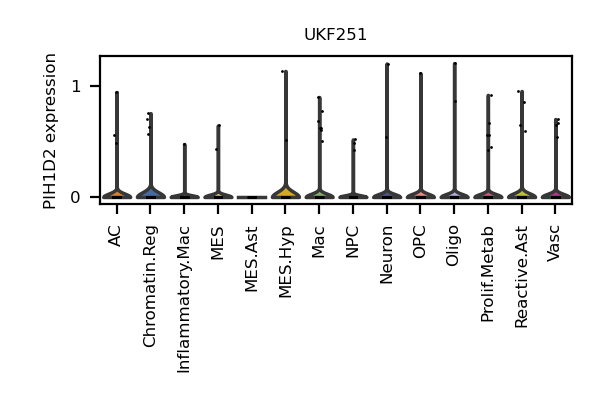 UKF251
PIH1D2 expression
1
0
AC
Chromatin.Reg
Inflammatory.Mac
MES
MES.Ast
MES.Hyp
Mac
NPC
Neuron
OPC
Oligo
Prolif.Metab
Reactive.Ast
Vasc